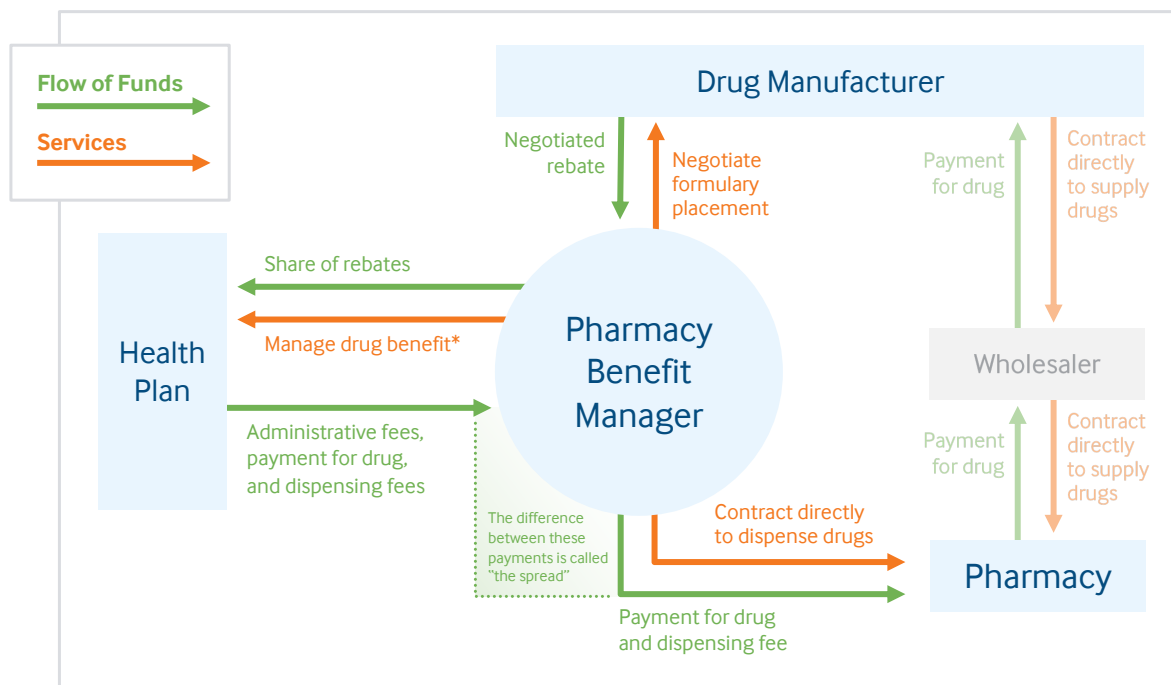 Flow of Funds
Services
Drug Manufacturer
Negotiated
rebate
Negotiate
formulary
placement
Payment
for drug
Contract
directly
to supply
drugs
Share of rebates
Manage drug benefit*
Health
Plan
Pharmacy
Benefit
Manager
Wholesaler
Administrative fees,
payment for drug,
and dispensing fees
Payment
for drug
Contract
directly
to supply
drugs
The difference
between these
payments is called
"the spread"
Contract directly
to dispense drugs
Pharmacy
Payment for drug
and dispensing fee